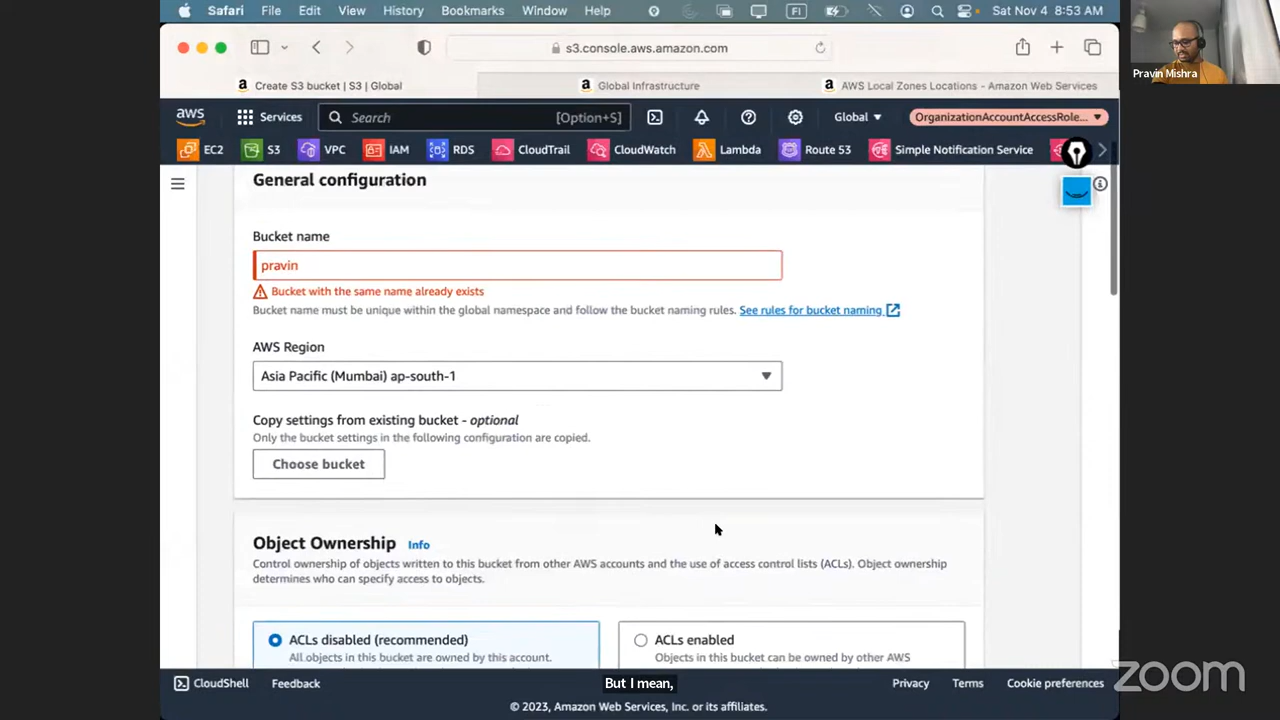 Safari File Edit View History Bookmarks Window Help FI Sat Nov 4 8:53 AM
Pravin Mishra
s3.console.aws.amazon.com
a Create S3 bucket | S3 | Global
a Global Infrastructure
a AWS Local Zones Locations - Amazon Web Services
aws Services Search [Option+S] Global OrganizationAccountAccessRole...
EC2 S3 VPC IAM RDS CloudTrail CloudWatch Lambda Route 53 Simple Notification Service
General configuration
Bucket name
pravin
Bucket with the same name already exists
Bucket name must be unique within the global namespace and follow the bucket naming rules. See rules for bucket naming
AWS Region
Asia Pacific (Mumbai) ap-south-1
Copy settings from existing bucket - optional
Only the bucket settings in the following configuration are copied.
Choose bucket
Object Ownership Info
Control ownership of objects written to this bucket from other AWS accounts and the use of access control lists (ACLs). Object ownership
determines who can specify access to objects.
ACLs disabled (recommended)
All objects in this bucket are owned by this account.
ACLs enabled
Objects in this bucket can be owned by other AWS
CloudShell Feedback But I mean, Privacy Terms Cookie preferences
© 2023, Amazon Web Services, Inc. or its affiliates.
zoom